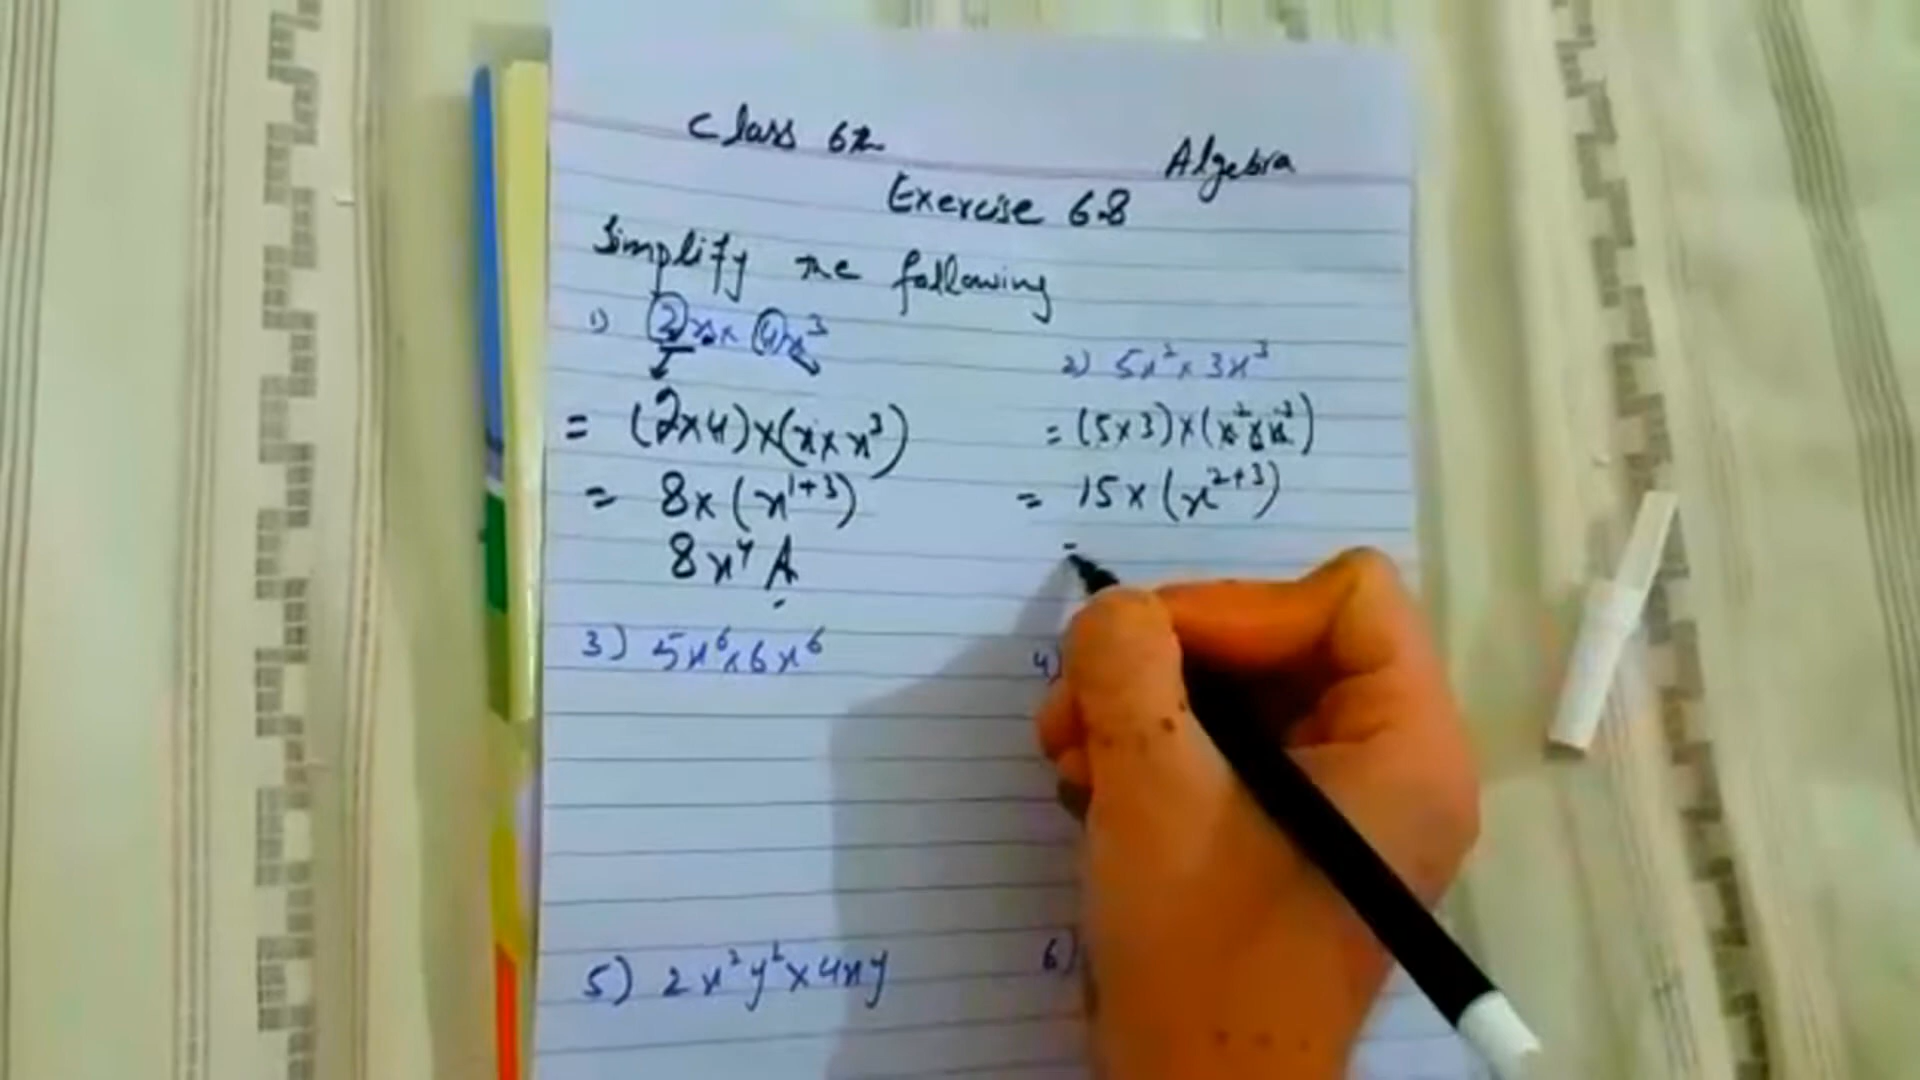 Class 6th
Algebra
Exercise 6.8
Simplify the following
1) 2x × 4x³
= (2×4)×(x×x³)
= 8×(x¹⁺³)
8x⁴ A
2) 5x² × 3x³
= (5×3)×(x²×x³)
= 15×(x²⁺³)
3) 5x⁶×6x⁶
4)
5) 2x²y²×4xy
6)